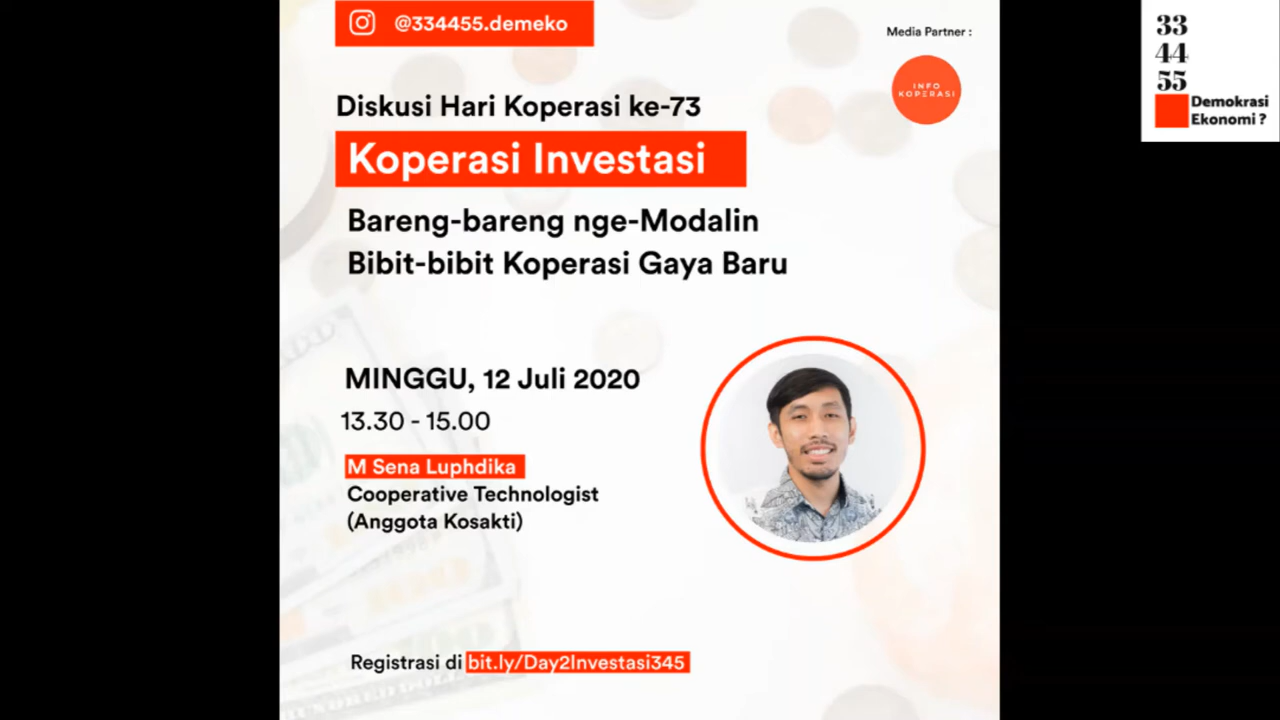 @334455.demeko
Media Partner :
INFO
KOPERASI
33
44
55
Demokrasi
Ekonomi ?
Diskusi Hari Koperasi ke-73
Koperasi Investasi
Bareng-bareng nge-Modalin
Bibit-bibit Koperasi Gaya Baru
MINGGU, 12 Juli 2020
13.30 - 15.00
M Sena Luphdika
Cooperative Technologist
(Anggota Kosakti)
Registrasi di bit.ly/Day2Investasi345